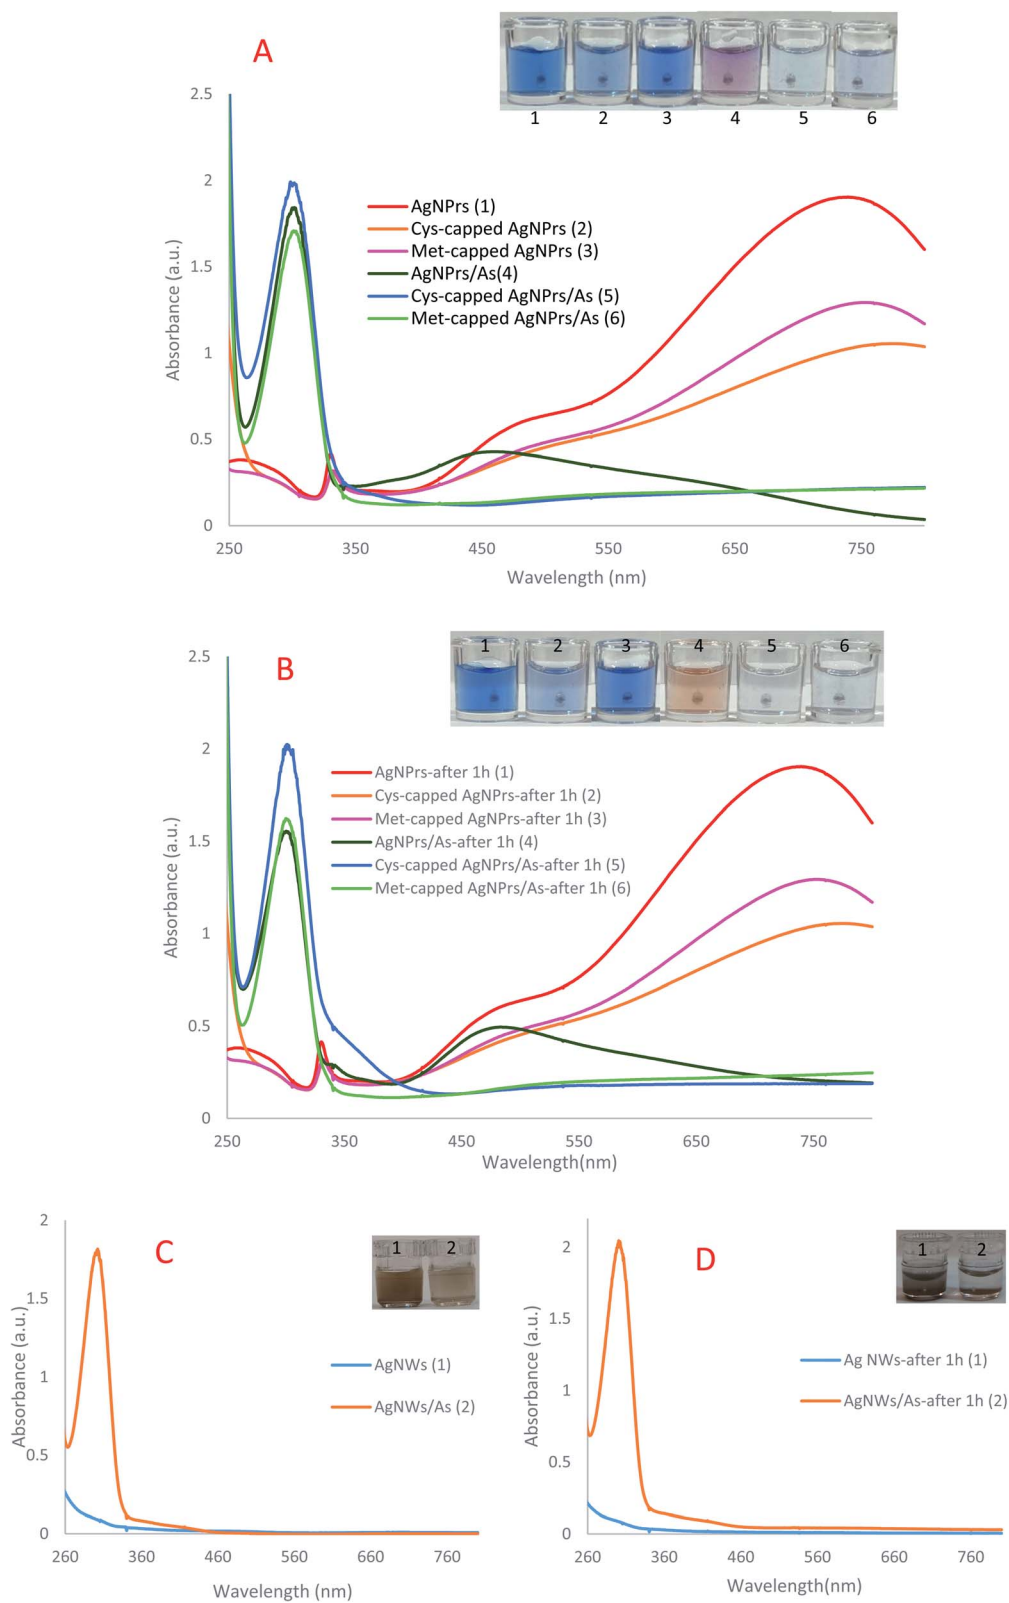 A
1 2 3 4 5 6
2.5
2
1.5
1
0.5
0
Absorbance (a.u.)
AgNPrs (1)
Cys-capped AgNPrs (2)
Met-capped AgNPrs (3)
AgNPrs/As(4)
Cys-capped AgNPrs/As (5)
Met-capped AgNPrs/As (6)
250 350 450 550 650 750
Wavelength (nm)
B
1 2 3 4 5 6
2.5
2
1.5
1
0.5
0
Absorbance (a.u.)
AgNPrs-after 1h (1)
Cys-capped AgNPrs-after 1h (2)
Met-capped AgNPrs-after 1h (3)
AgNPrs/As-after 1h (4)
Cys-capped AgNPrs/As-after 1h (5)
Met-capped AgNPrs/As-after 1h (6)
250 350 450 550 650 750
Wavelength(nm)
C
1 2
2
1.5
1
0.5
0
Absorbance (a.u.)
AgNWs (1)
AgNWs/As (2)
260 360 460 560 660 760
Wavelength (nm)
D
1 2
2
1.5
1
0.5
0
Absorbance (a.u.)
Ag NWs-after 1h (1)
AgNWs/As-after 1h (2)
260 360 460 560 660 760
Wavelength(nm)